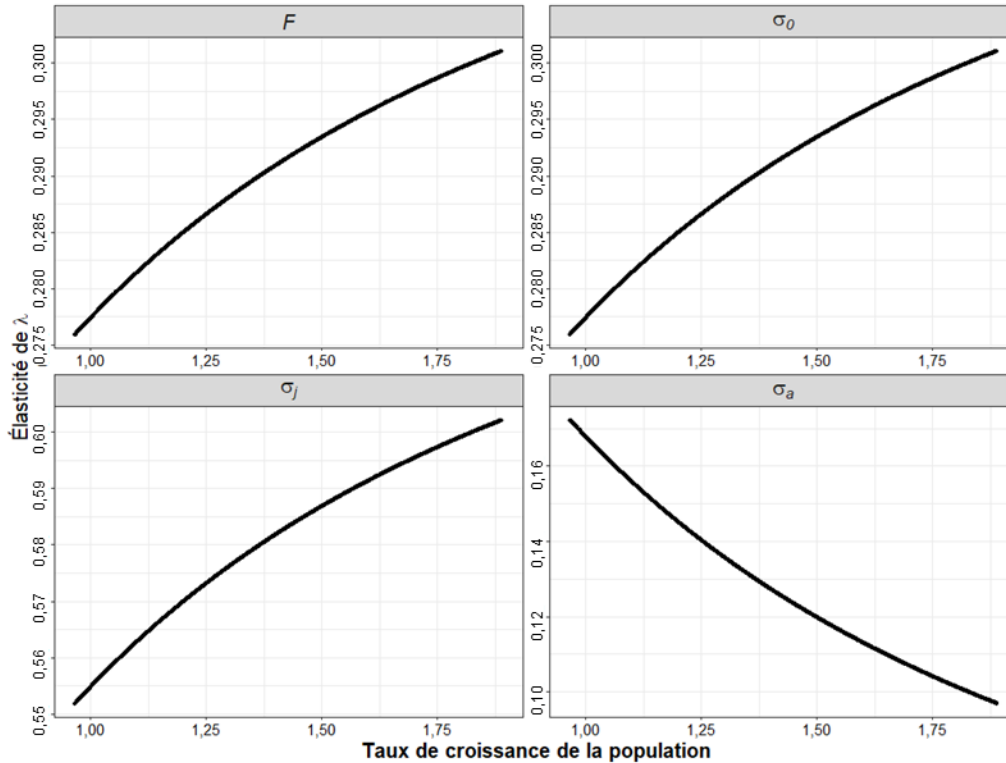 F
σ0
0,300
0,295
0,290
0,285
0,280
0,275
1,00 1,25 1,50 1,75
0,300
0,295
0,290
0,285
0,280
0,275
1,00 1,25 1,50 1,75
σj
σa
0,60
0,59
0,58
0,57
0,56
0,55
1,00 1,25 1,50 1,75
0,16
0,14
0,12
0,10
1,00 1,25 1,50 1,75
Élasticité de λ
Taux de croissance de la population